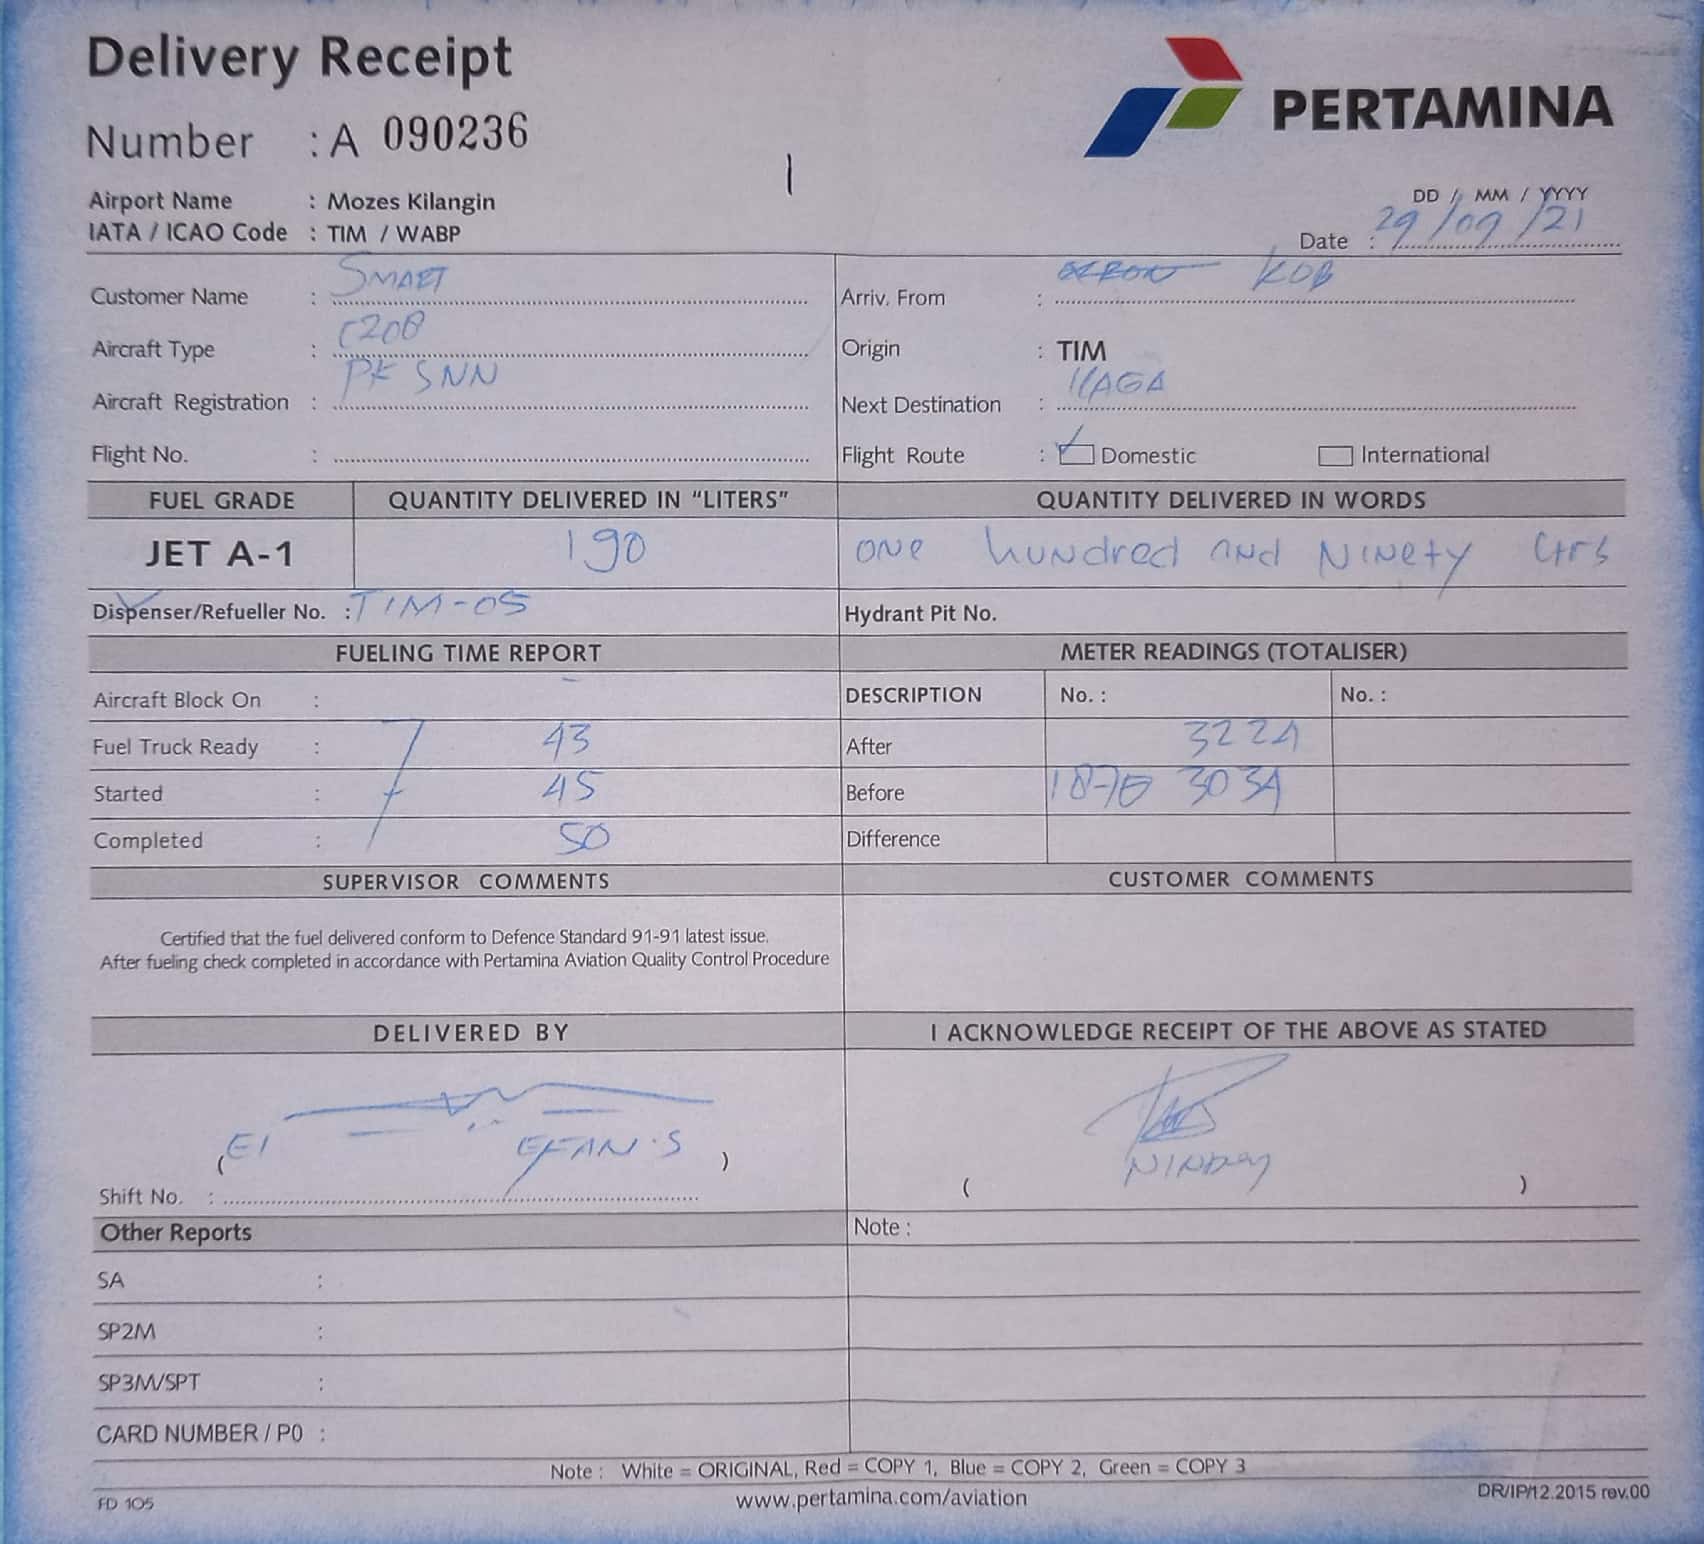 Delivery Receipt
PERTAMINA
Number : A 090236
Airport Name : Mozes Kilangin
IATA / ICAO Code : TIM / WABP
DD / MM / YYYY
Date : 29/09/21
Customer Name : SMART
Arriv. From : KOB
Aircraft Type : C208
Origin : TIM
Aircraft Registration : PK SNN
Next Destination : ILAGA
Flight No. :
Flight Route : Domestic International
FUEL GRADE QUANTITY DELIVERED IN "LITERS" QUANTITY DELIVERED IN WORDS
JET A-1 190 ONE hundred and NINety Ltrs
Dispenser/Refueller No. : TIM-05 Hydrant Pit No.
FUELING TIME REPORT METER READINGS (TOTALISER)
Aircraft Block On : - DESCRIPTION No. : No. :
Fuel Truck Ready : 7 43 After 3224
Started : 45 Before 1876 3034
Completed : 50 Difference
SUPERVISOR COMMENTS CUSTOMER COMMENTS
Certified that the fuel delivered conform to Defence Standard 91-91 latest issue.
After fueling check completed in accordance with Pertamina Aviation Quality Control Procedure
DELIVERED BY I ACKNOWLEDGE RECEIPT OF THE ABOVE AS STATED
( EFAN.S )
Shift No. :
( )
Other Reports Note :
SA :
SP2M :
SP3M/SPT :
CARD NUMBER / P0 :
Note : White = ORIGINAL, Red = COPY 1, Blue = COPY 2, Green = COPY 3
FD 105 www.pertamina.com/aviation DR/IP/12.2015 rev.00